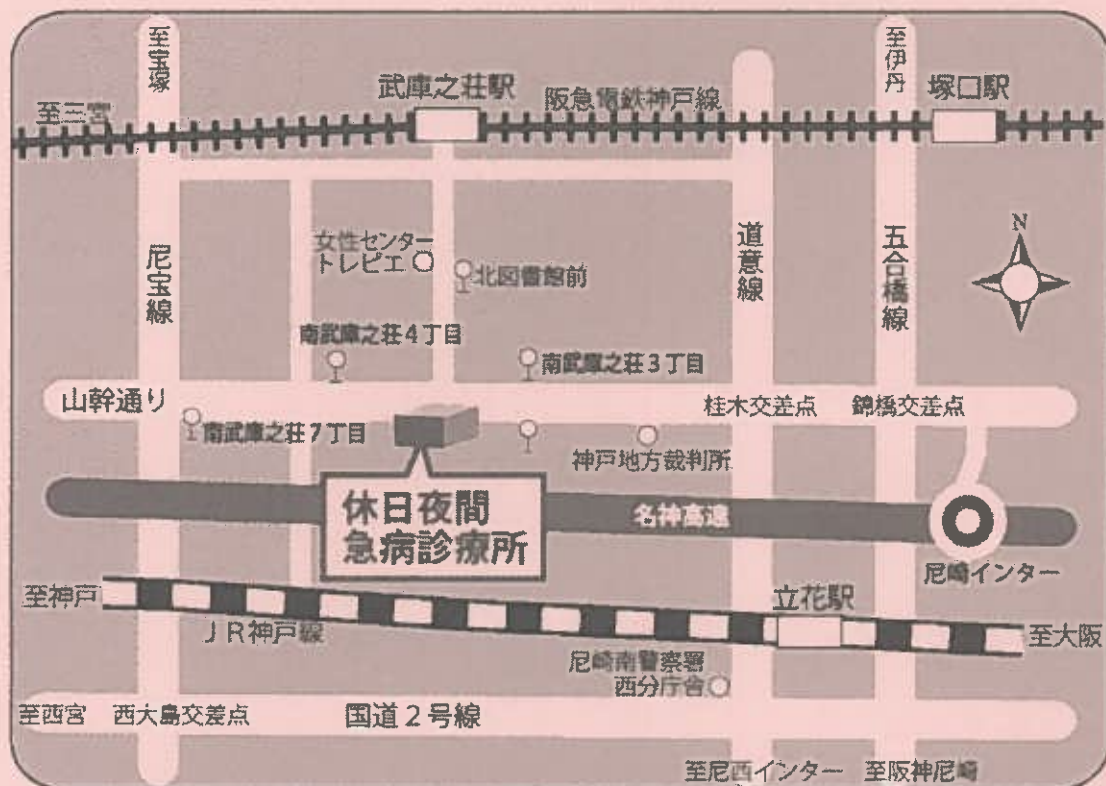 至宝塚
至伊丹
武庫之荘駅
阪急電鉄神戸線
塚口駅
至三宮
尼宝線
女性センター
トレピエ
北図書館前
道意線
五合橋線
N
南武庫之荘4丁目
南武庫之荘3丁目
山幹通り
桂木交差点
錦橋交差点
南武庫之荘7丁目
神戸地方裁判所
休日夜間
急病診療所
名神高速
尼崎インター
至神戸
JR神戸線
立花駅
至大阪
尼崎南警察署
西分庁舎
至西宮
西大島交差点
国道2号線
至尼西インター
至阪神尼崎